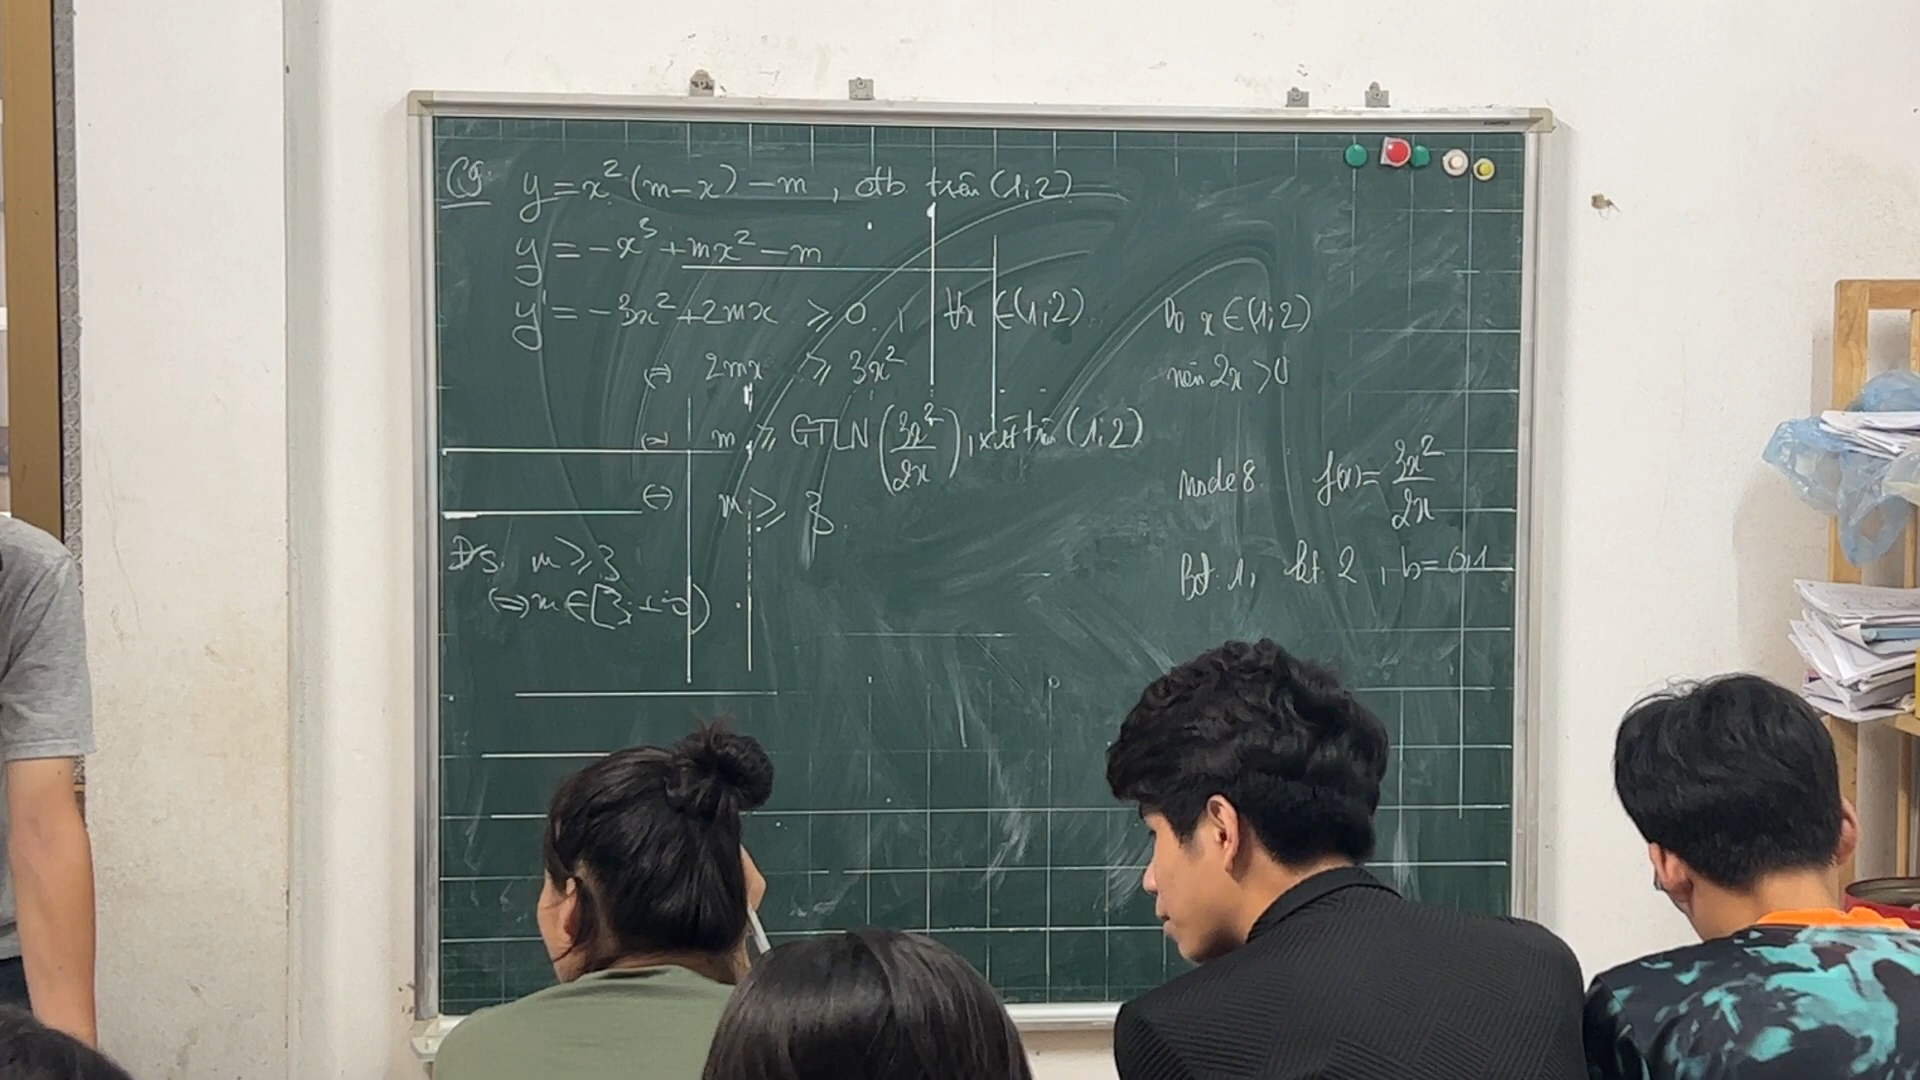 C9: y = x² (m-x) - m , đb trên (1;2)
y = -x³ + mx² - m
y' = -3x² + 2mx ⩾ 0 , ∀x ∈ (1;2)
⇔ 2mx ⩾ 3x²
⇔ m ⩾ GTLN (3x²/2x) , xét trên (1;2)
⇔ m ⩾ 3.
Đs. m ⩾ 3
⇔ m ∈ [3; +∞)
Do x ∈ (1;2)
nên 2x > 0
Mode 8 f(x) = 3x²/2x
Bđ 1, kt 2 , b = 0,1